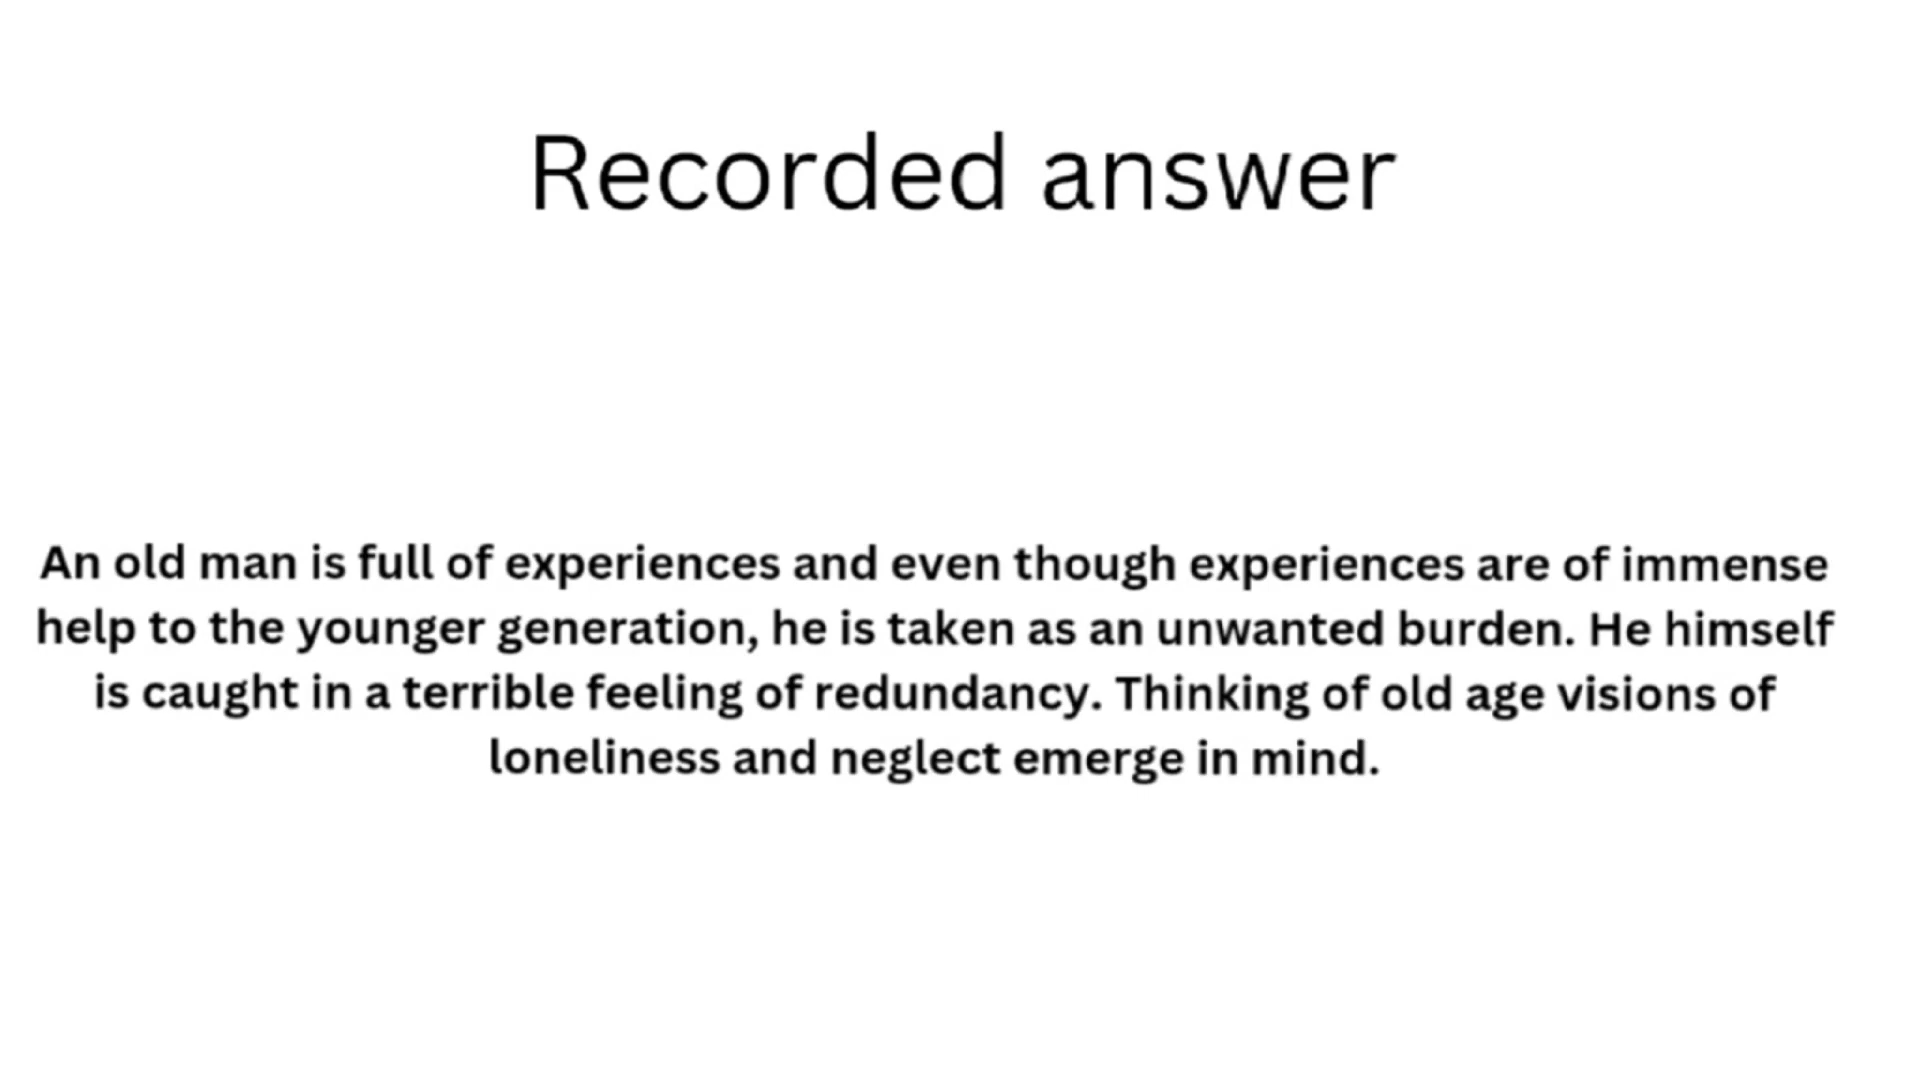 Recorded answer
An old man is full of experiences and even though experiences are of immense
help to the younger generation, he is taken as an unwanted burden. He himself
is caught in a terrible feeling of redundancy. Thinking of old age visions of
loneliness and neglect emerge in mind.